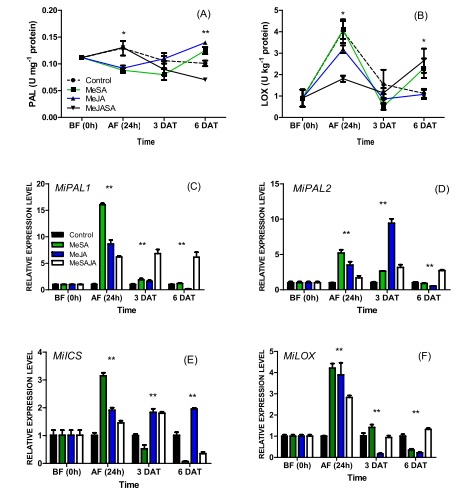 (A)
PAL (U mg⁻¹ protein)
0.20
0.15
0.10
0.05
0.00
*
**
Control
MeSA
MeJA
MeJASA
BF (0h) AF (24h) 3 DAT 6 DAT
Time
(B)
LOX (U kg⁻¹ protein)
5
4
3
2
1
0
*
*
BF (0h) AF (24h) 3 DAT 6 DAT
Time
MiPAL1
(C)
RELATIVE EXPRESSION LEVEL
20
15
10
5
0
** ** **
Control
MeSA
MeJA
MeSAJA
BF (0h) AF (24h) 3 DAT 6 DAT
Time
MiPAL2
(D)
RELATIVE EXPRESSION LEVEL
15
10
5
0
** ** **
BF (0h) AF (24h) 3 DAT 6 DAT
Time
MiICS
(E)
RELATIVE EXPRESSION LEVEL
4
3
2
1
0
** ** **
BF (0h) AF (24h) 3 DAT 6 DAT
Time
MiLOX
(F)
RELATIVE EXPRESSION LEVEL
5
4
3
2
1
0
** ** **
BF (0h) AF (24h) 3 DAT 6 DAT
Time